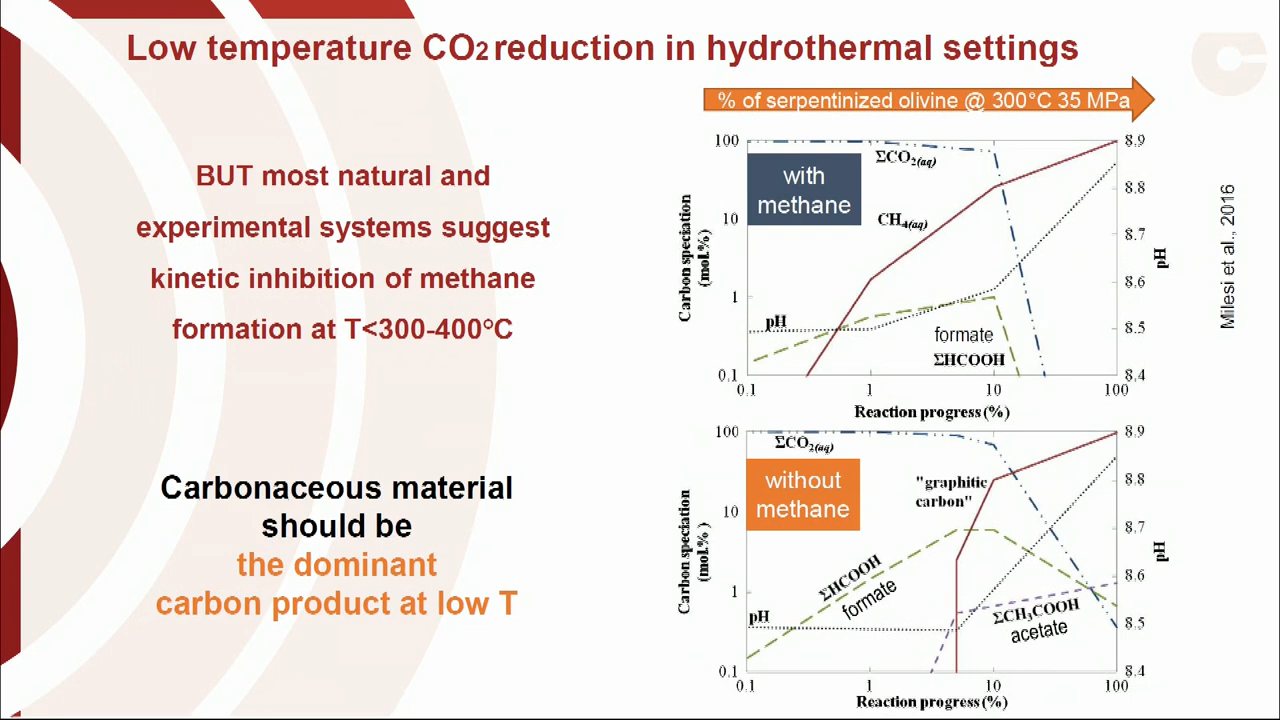 Low temperature CO2 reduction in hydrothermal settings
% of serpentinized olivine @ 300°C 35 MPa
BUT most natural and
experimental systems suggest
kinetic inhibition of methane
formation at T<300-400°C
Carbonaceous material
should be
the dominant
carbon product at low T
with
methane
ΣCO2(aq)
CH4(aq)
pH
formate
ΣHCOOH
100
10
1
0.1
Carbon speciation
(mol.%)
8.9
8.8
8.7
8.6
8.5
8.4
pH
0.1 1 10 100
Reaction progress (%)
Milesi et al., 2016
without
methane
ΣCO2(aq)
"graphitic
carbon"
ΣHCOOH
formate
pH
ΣCH3COOH
acetate
100
10
1
0.1
Carbon speciation
(mol.%)
8.9
8.8
8.7
8.6
8.5
8.4
pH
0.1 1 10 100
Reaction progress (%)